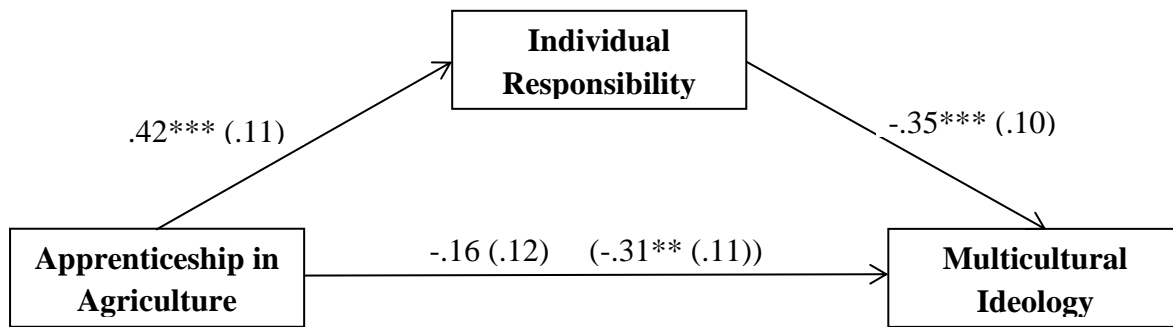 Individual
Responsibility
.42*** (.11)
-.35*** (.10)
Apprenticeship in
Agriculture
-.16 (.12) (-.31** (.11))
Multicultural
Ideology